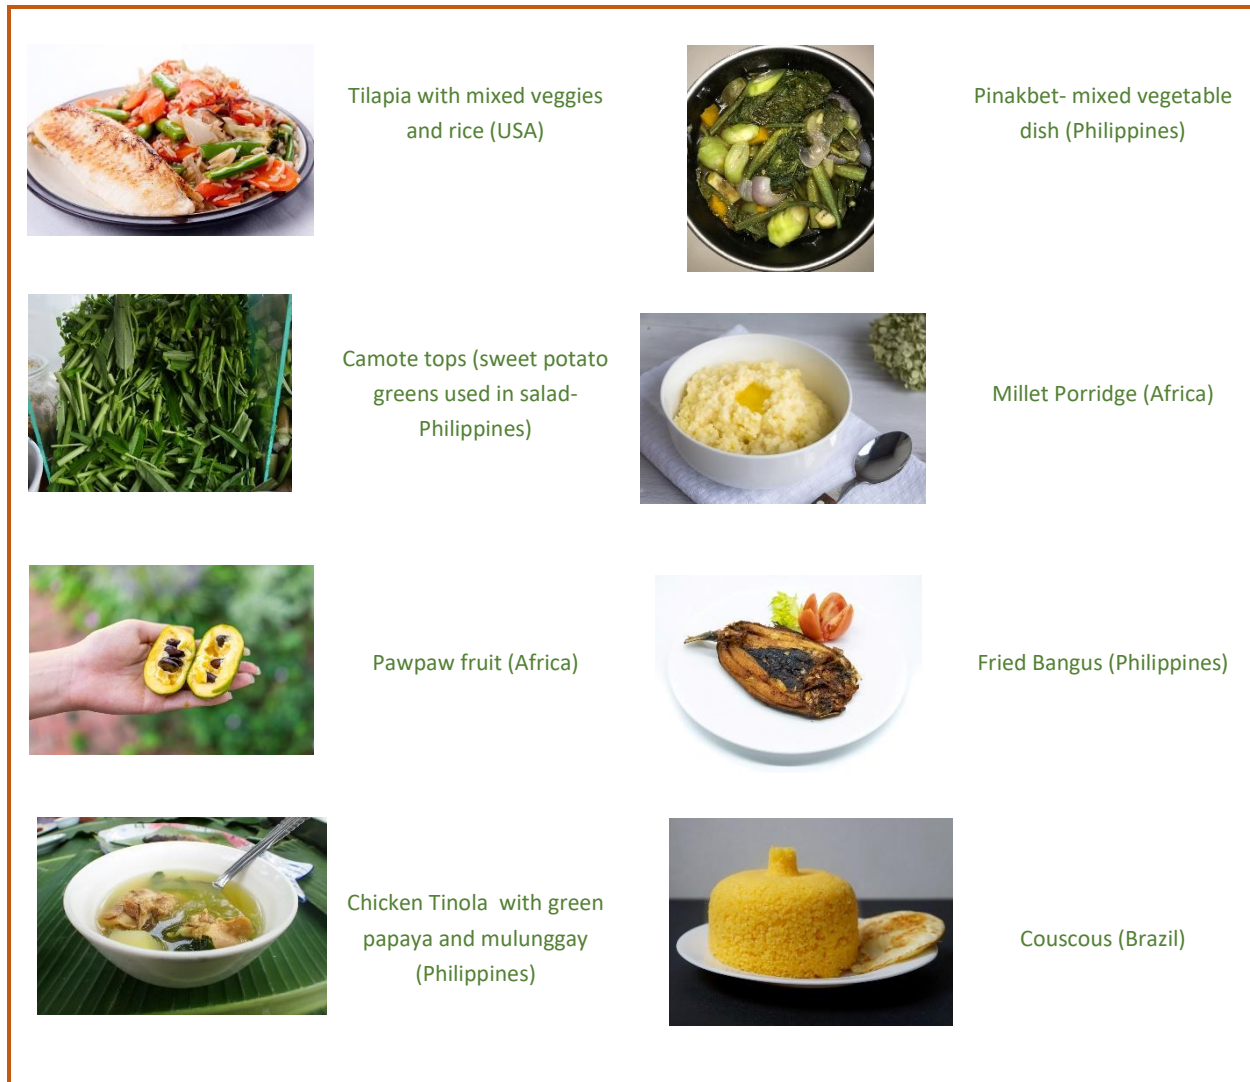 Tilapia with mixed veggies
and rice (USA)
Pinakbet- mixed vegetable
dish (Philippines)
Camote tops (sweet potato
greens used in salad-
Philippines)
Millet Porridge (Africa)
Pawpaw fruit (Africa)
Fried Bangus (Philippines)
Chicken Tinola  with green
papaya and mulunggay
(Philippines)
Couscous (Brazil)